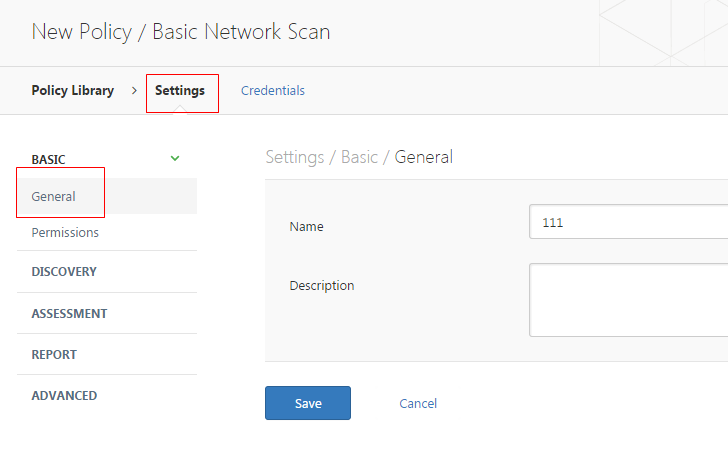 New Policy / Basic Network Scan
Policy Library > Settings Credentials
BASIC
General
Permissions
DISCOVERY
ASSESSMENT
REPORT
ADVANCED
Settings / Basic / General
Name 111
Description
Save Cancel